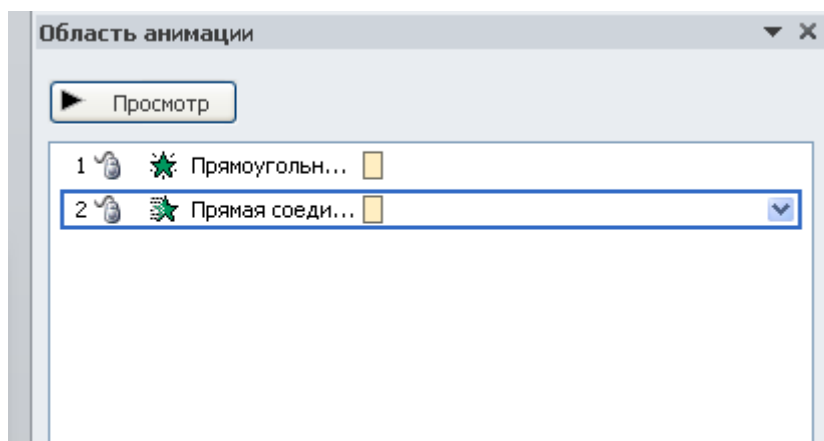 Область анимации
Просмотр
1 Прямоугольн...
2 Прямая соеди...